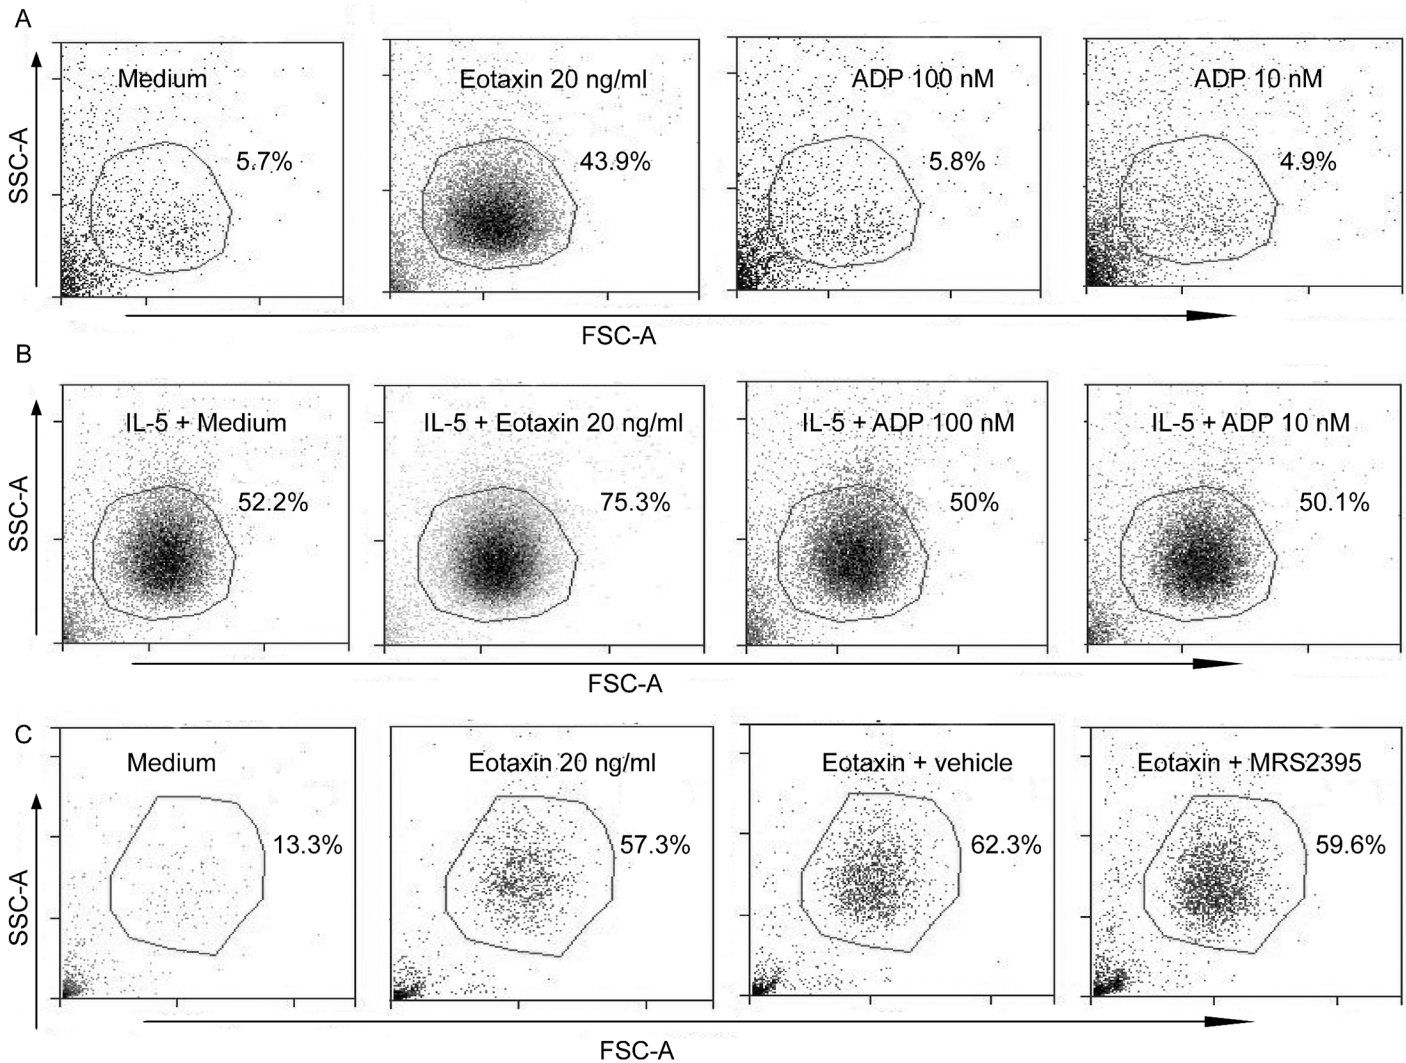 A
SSC-A
Medium
5.7%
Eotaxin 20 ng/ml
43.9%
ADP 100 nM
5.8%
ADP 10 nM
4.9%
FSC-A
B
SSC-A
IL-5 + Medium
52.2%
IL-5 + Eotaxin 20 ng/ml
75.3%
IL-5 + ADP 100 nM
50%
IL-5 + ADP 10 nM
50.1%
FSC-A
C
SSC-A
Medium
13.3%
Eotaxin 20 ng/ml
57.3%
Eotaxin + vehicle
62.3%
Eotaxin + MRS2395
59.6%
FSC-A